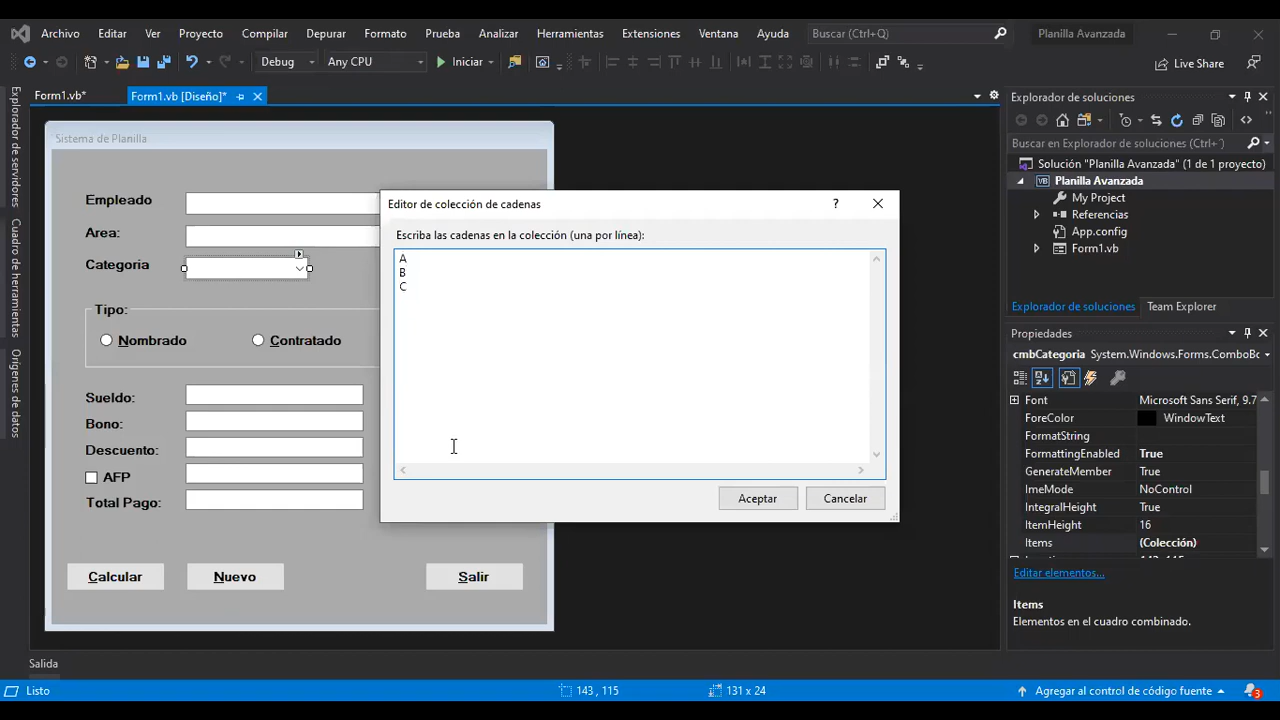 Archivo Editar Ver Proyecto Compilar Depurar Formato Prueba Analizar Herramientas Extensiones Ventana Ayuda Buscar (Ctrl+Q) Planilla Avanzada
Debug Any CPU Iniciar Live Share
Form1.vb* Form1.vb [Diseño]*
Explorador de servidores
Cuadro de herramientas
Orígenes de datos
Sistema de Planilla
Empleado
Area:
Categoria
Tipo:
Nombrado Contratado
Sueldo:
Bono:
Descuento:
AFP
Total Pago:
Calcular Nuevo Salir
Editor de colección de cadenas ?
Escriba las cadenas en la colección (una por línea):
A
B
C
Aceptar Cancelar
Explorador de soluciones
Buscar en Explorador de soluciones (Ctrl+')
Solución "Planilla Avanzada" (1 de 1 proyecto)
VB Planilla Avanzada
My Project
Referencias
App.config
Form1.vb
Explorador de soluciones Team Explorer
Propiedades
cmbCategoria System.Windows.Forms.ComboBo
Font Microsoft Sans Serif, 9.7
ForeColor WindowText
FormatString
FormattingEnabled True
GenerateMember True
ImeMode NoControl
IntegralHeight True
ItemHeight 16
Items (Colección)
Editar elementos...
Items
Elementos en el cuadro combinado.
Salida
Listo 143 , 115 131 x 24 Agregar al control de código fuente 3